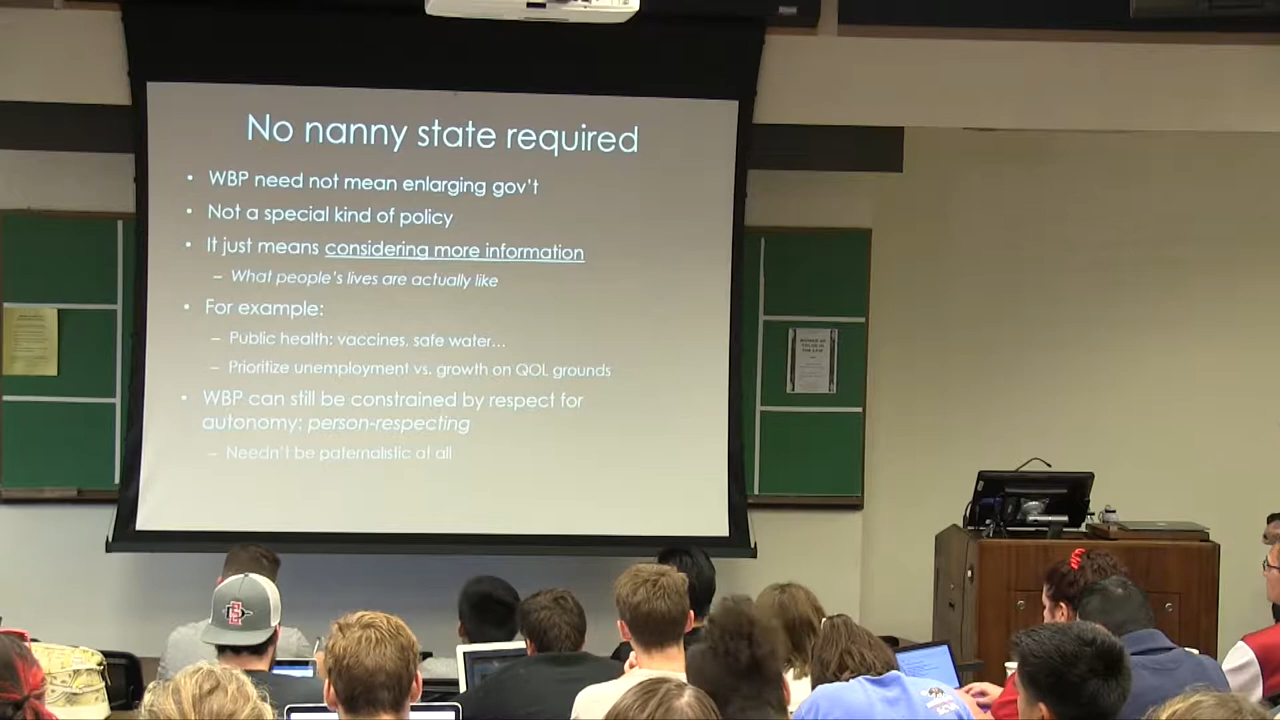 No nanny state required
• WBP need not mean enlarging gov't
• Not a special kind of policy
• It just means considering more information
– What people's lives are actually like
• For example:
– Public health: vaccines, safe water...
– Prioritize unemployment vs. growth on QOL grounds
• WBP can still be constrained by respect for
autonomy: person-respecting
– Needn't be paternalistic at all